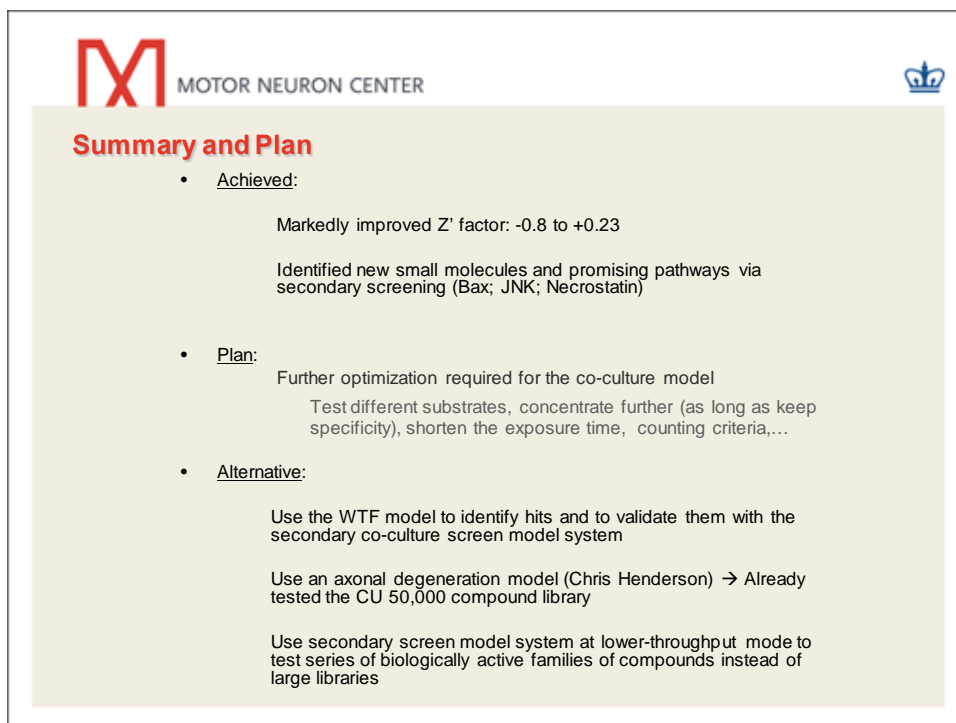 MOTOR NEURON CENTER
Summary and Plan
• Achieved:
Markedly improved Z' factor: -0.8 to +0.23
Identified new small molecules and promising pathways via
secondary screening (Bax; JNK; Necrostatin)
• Plan:
Further optimization required for the co-culture model
Test different substrates, concentrate further (as long as keep
specificity), shorten the exposure time, counting criteria,…
• Alternative:
Use the WTF model to identify hits and to validate them with the
secondary co-culture screen model system
Use an axonal degeneration model (Chris Henderson) → Already
tested the CU 50,000 compound library
Use secondary screen model system at lower-throughput mode to
test series of biologically active families of compounds instead of
large libraries